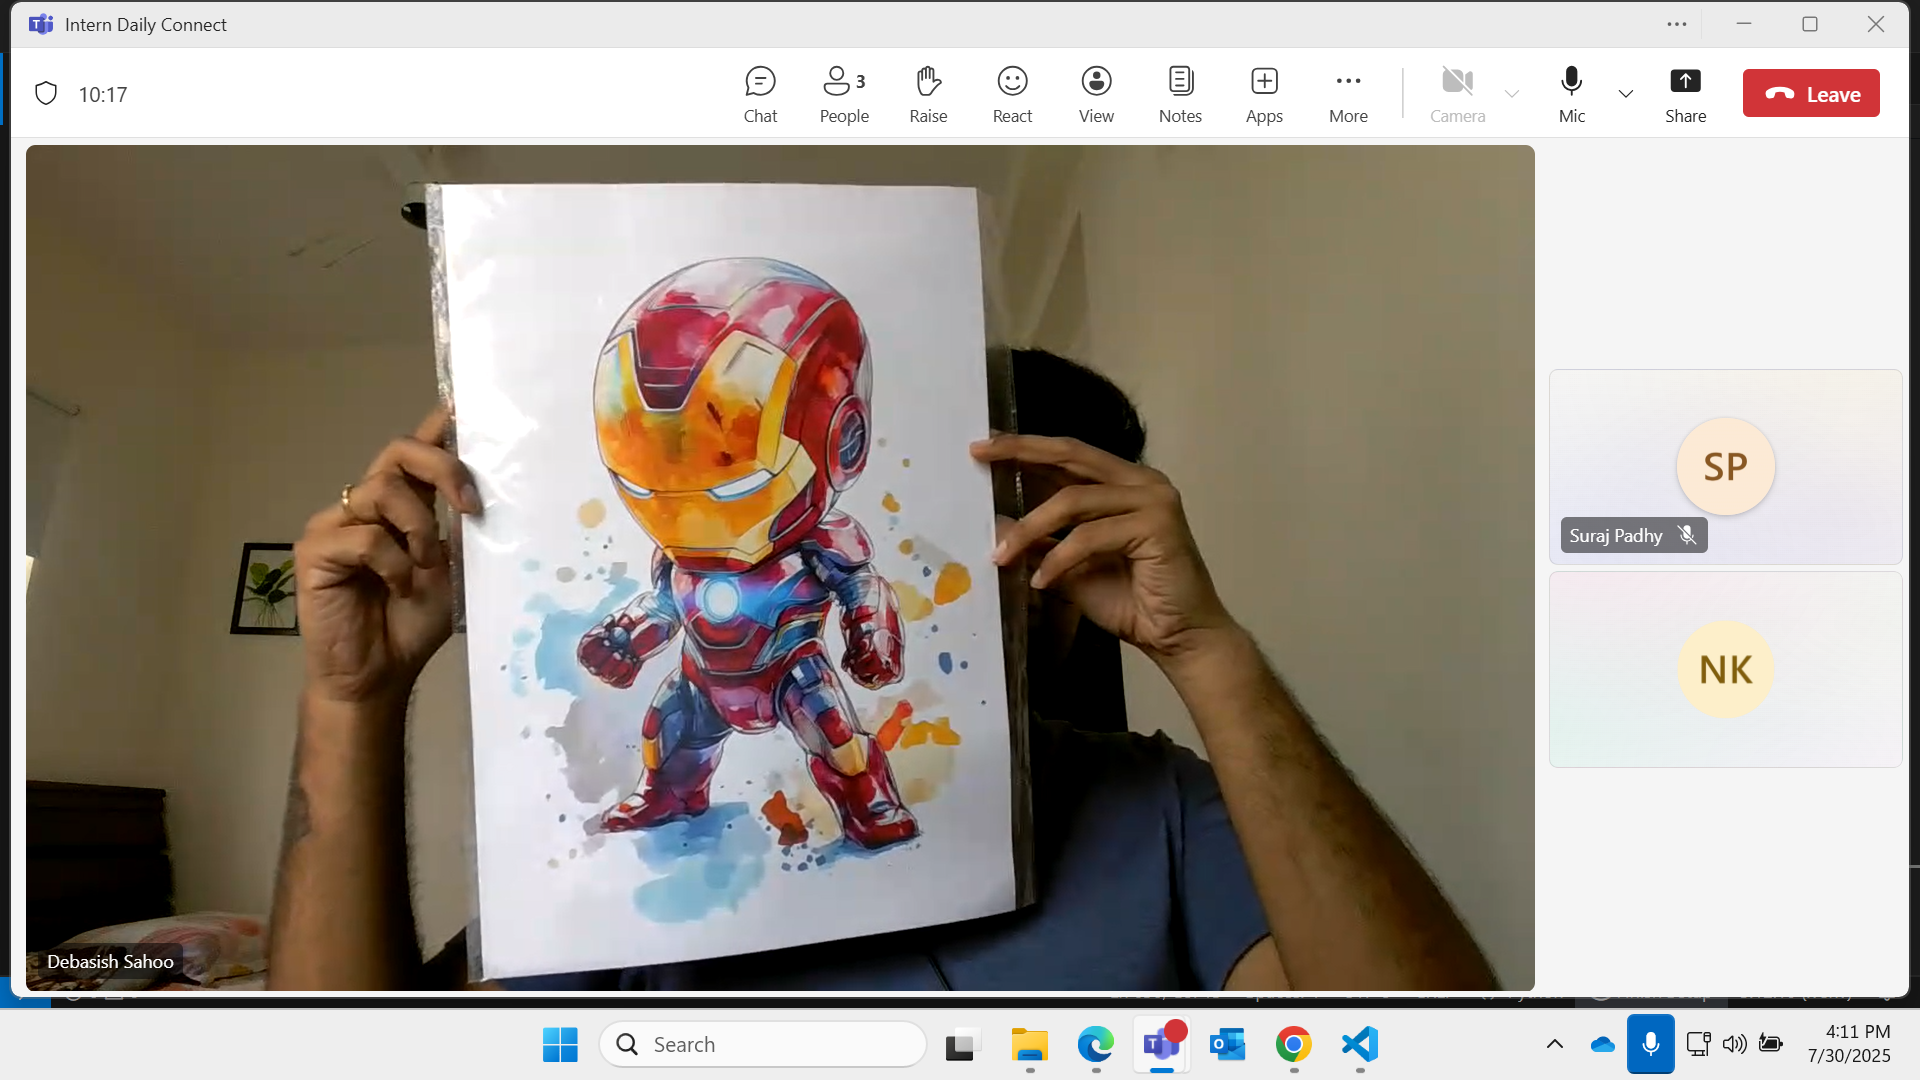 Intern Daily Connect
10:17
Chat
People
3
Raise
React
View
Notes
Apps
More
Camera
Mic
Share
Leave
SP
Suraj Padhy
NK
Debasish Sahoo
Search
4:11 PM
7/30/2025